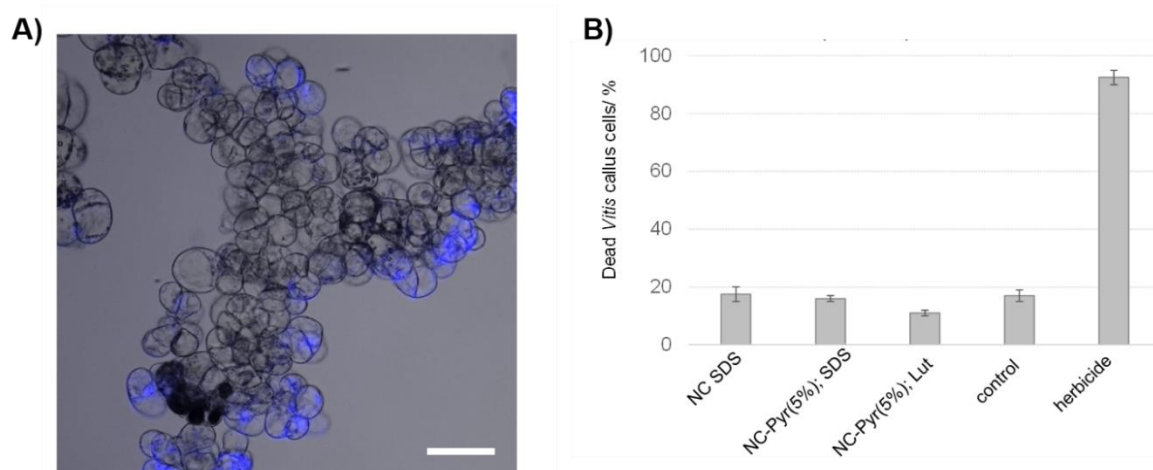 A)
B)
100
80
60
40
20
0
Dead Vitis callus cells/ %
NC SDS
NC-Pyr(5%); SDS
NC-Pyr(5%); Lut
control
herbicide